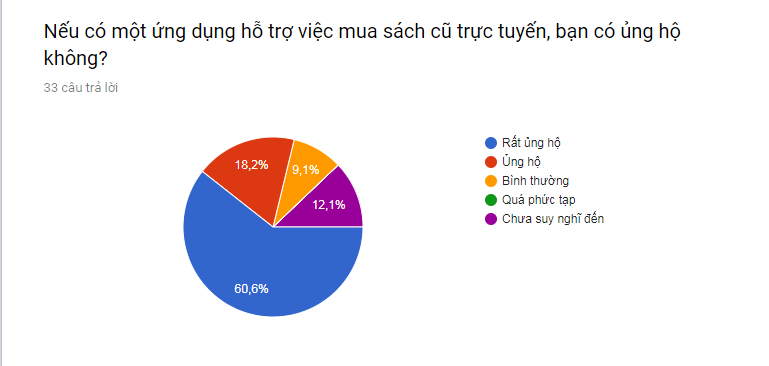 Nếu có một ứng dụng hỗ trợ việc mua sách cũ trực tuyến, bạn có ủng hộ
không?
33 câu trả lời
18,2%
9,1%
12,1%
60,6%
Rất ủng hộ
Ủng hộ
Bình thường
Quá phức tạp
Chưa suy nghĩ đến